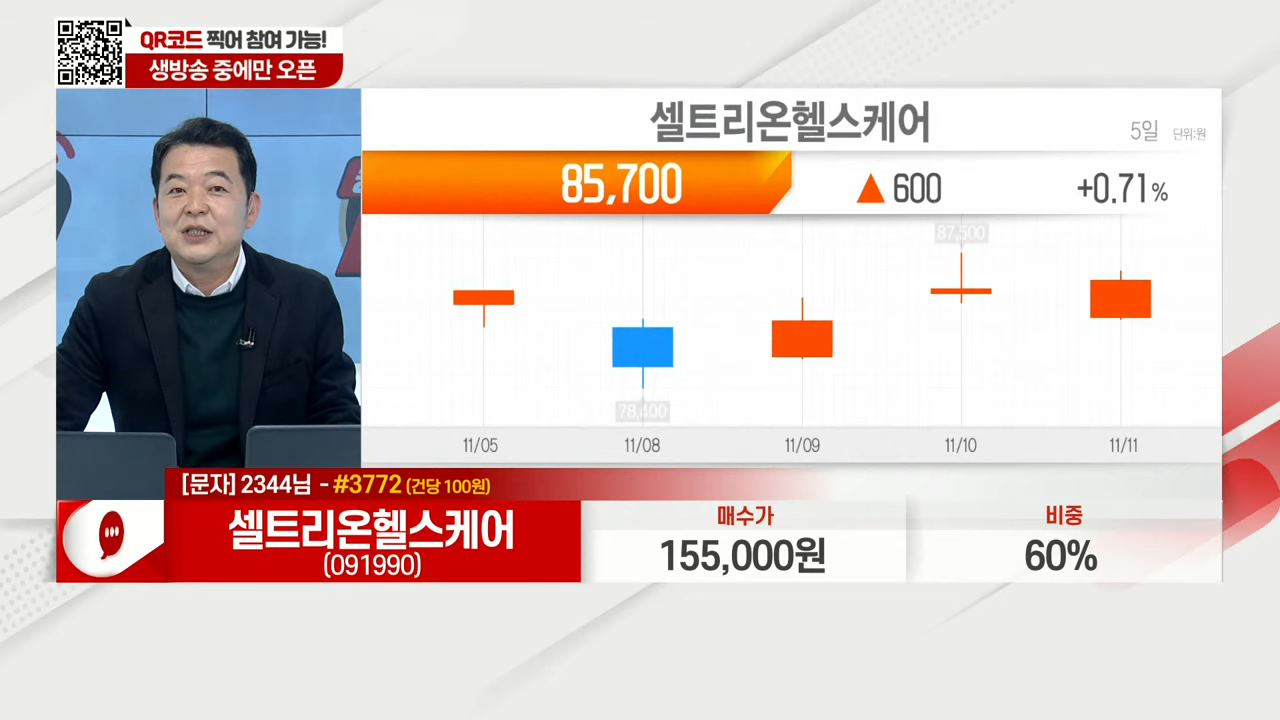 QR코드 찍어 참여 가능!
생방송 중에만 오픈
셀트리온헬스케어
5일 단위:원
85,700 ▲600 +0.71%
87,500
78,400
11/05 11/08 11/09 11/10 11/11
[문자] 2344님 - #3772 (건당 100원)
셀트리온헬스케어
(091990)
매수가
155,000원
비중
60%